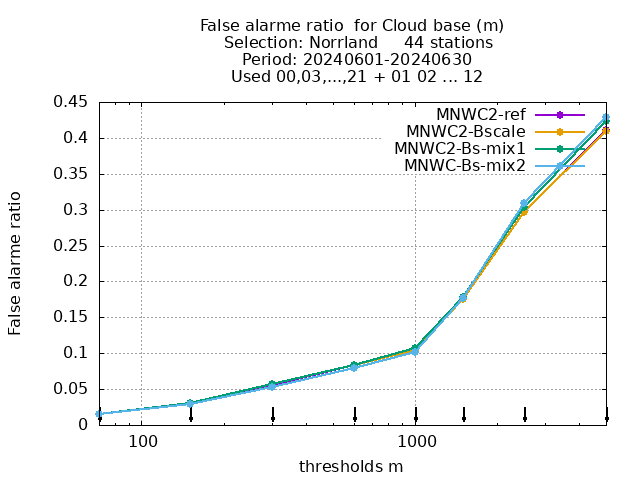 False alarme ratio  for Cloud base (m)
Selection: Norrland     44 stations
Period: 20240601-20240630
Used 00,03,...,21 + 01 02 ... 12
MNWC2-ref
MNWC2-Bscale
MNWC2-Bs-mix1
MNWC-Bs-mix2
False alarme ratio
0.45
0.4
0.35
0.3
0.25
0.2
0.15
0.1
0.05
0
100
1000
thresholds m